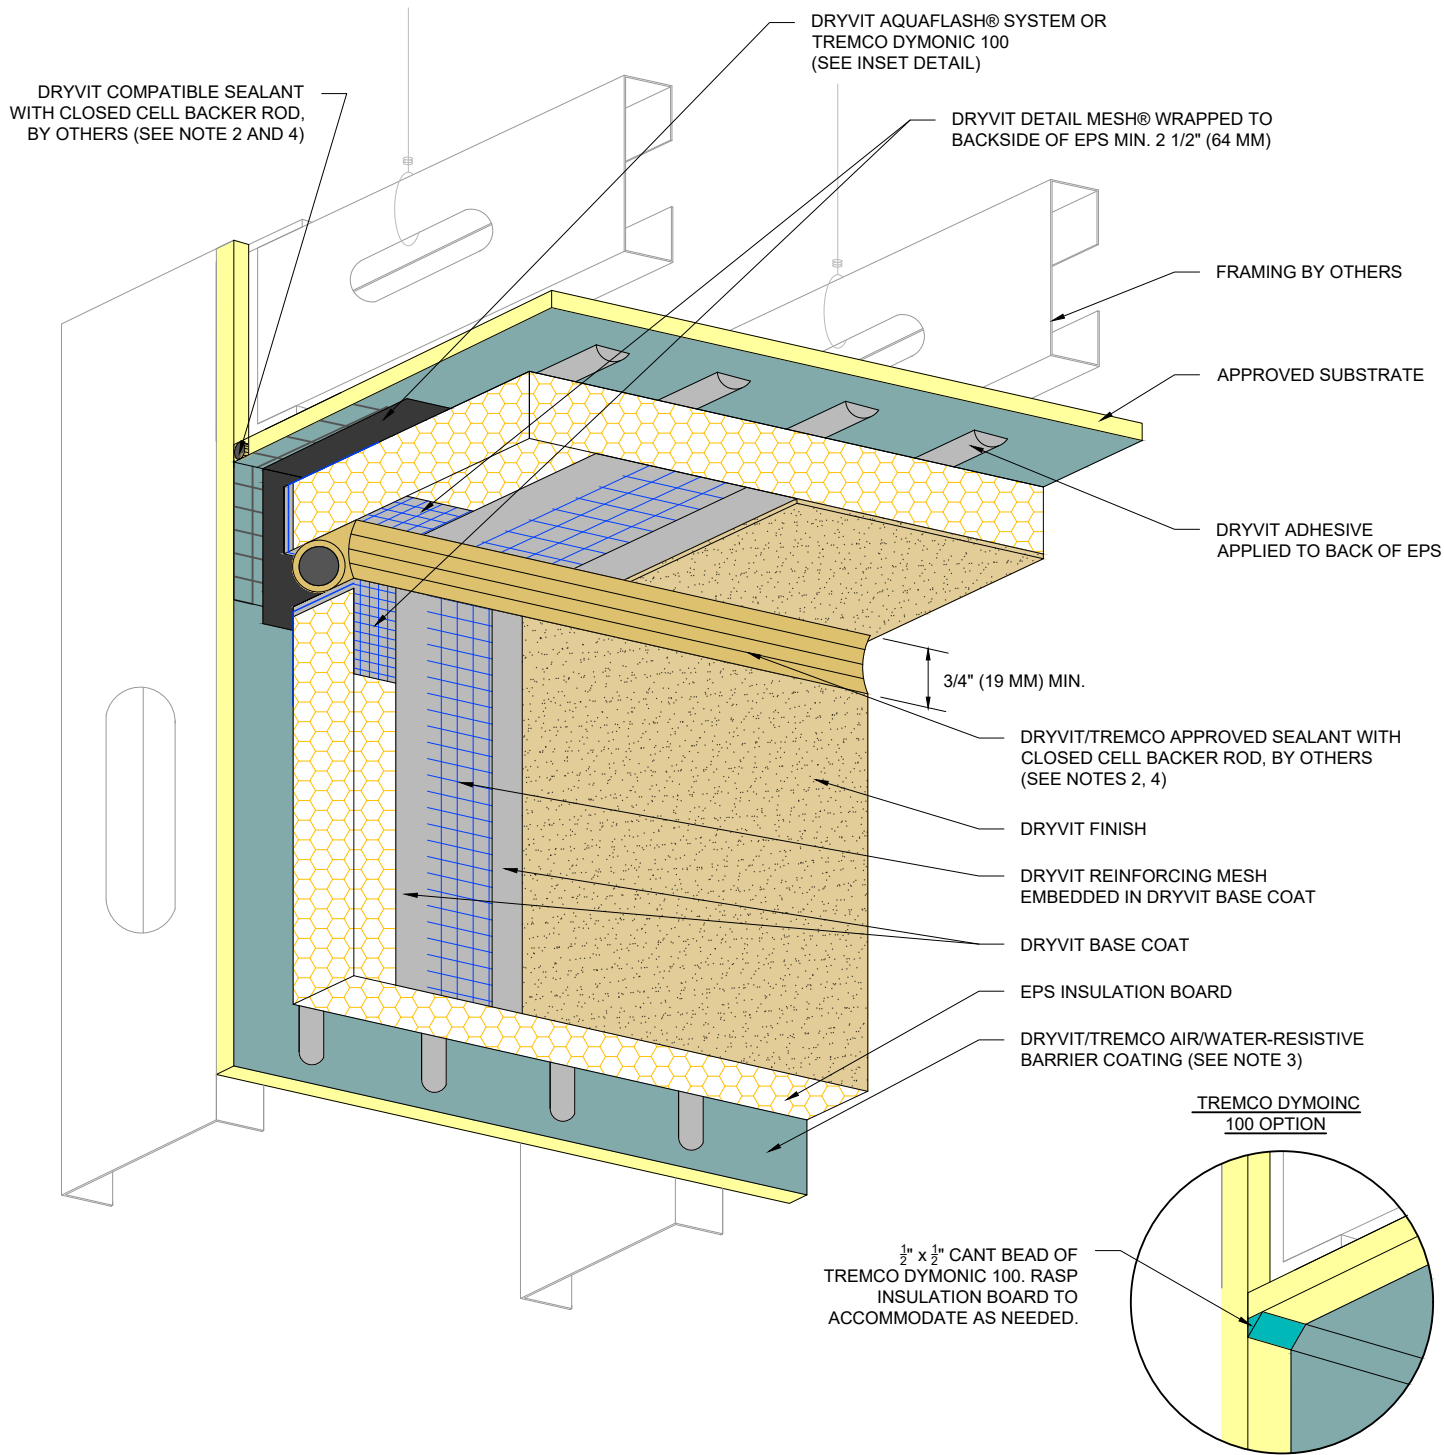 DRYVIT AQUAFLASH® SYSTEM OR
TREMCO DYMONIC 100
(SEE INSET DETAIL)
DRYVIT COMPATIBLE SEALANT
WITH CLOSED CELL BACKER ROD,
BY OTHERS (SEE NOTE 2 AND 4)
DRYVIT DETAIL MESH® WRAPPED TO
BACKSIDE OF EPS MIN. 2 1/2" (64 MM)
FRAMING BY OTHERS
APPROVED SUBSTRATE
DRYVIT ADHESIVE
APPLIED TO BACK OF EPS
3/4" (19 MM) MIN.
DRYVIT/TREMCO APPROVED SEALANT WITH
CLOSED CELL BACKER ROD, BY OTHERS
(SEE NOTES 2, 4)
DRYVIT FINISH
DRYVIT REINFORCING MESH
EMBEDDED IN DRYVIT BASE COAT
DRYVIT BASE COAT
EPS INSULATION BOARD
DRYVIT/TREMCO AIR/WATER-RESISTIVE
BARRIER COATING (SEE NOTE 3)
TREMCO DYMOINC
100 OPTION
1/2" x 1/2" CANT BEAD OF
TREMCO DYMONIC 100. RASP
INSULATION BOARD TO
ACCOMMODATE AS NEEDED.